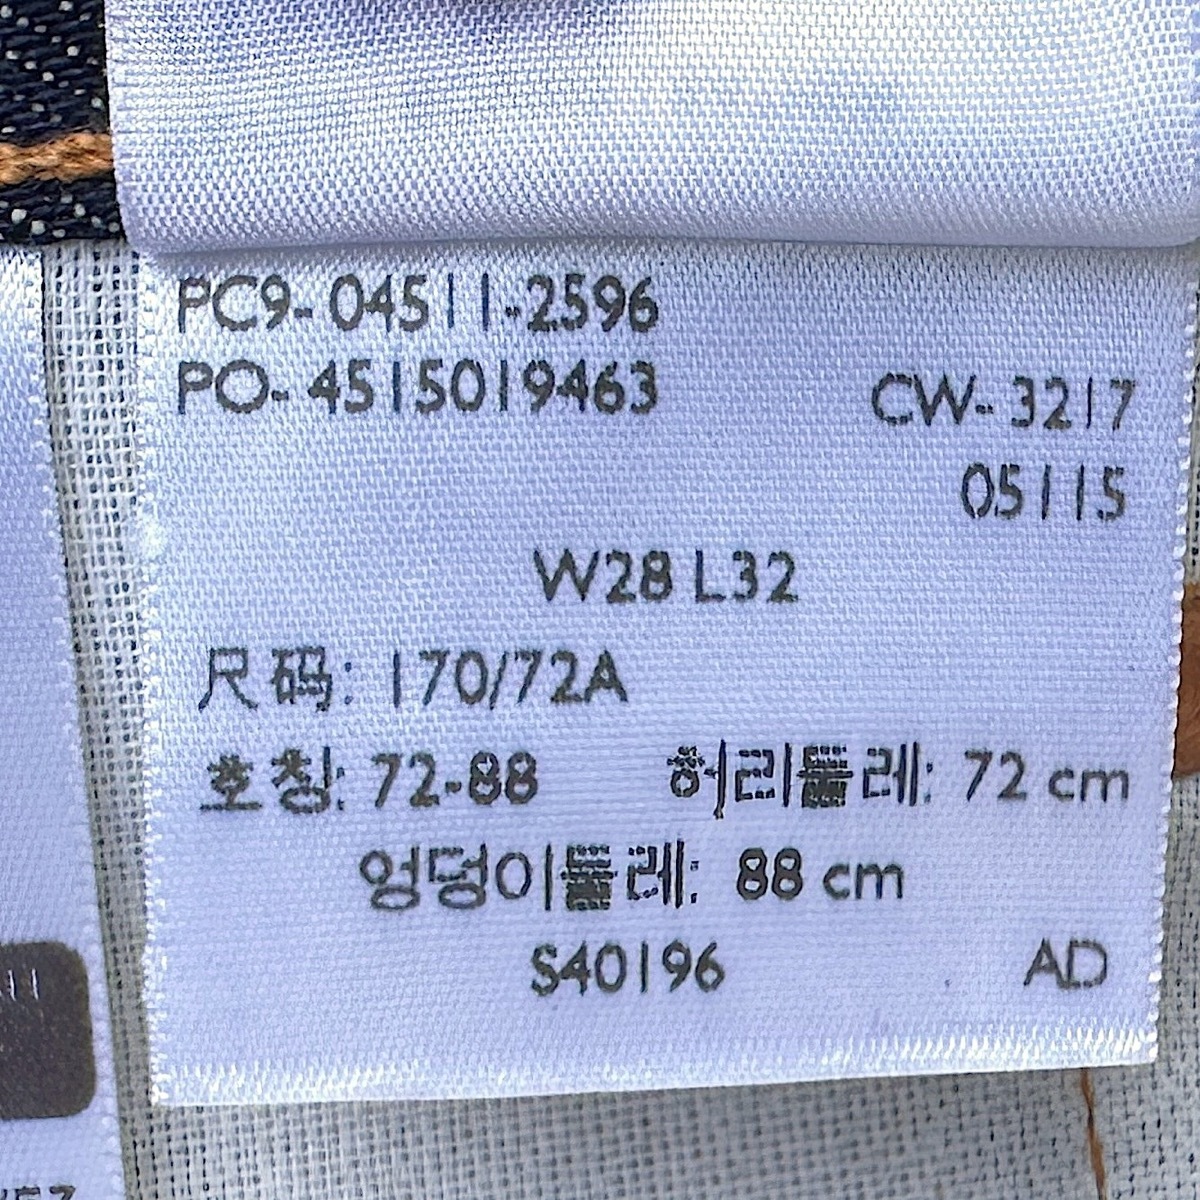 PC9-04511-2596
PO-4515019463
CW-3217
05115
W28 L32
尺码: 170/72A
호칭: 72-88 허리둘레: 72 cm
엉덩이둘레: 88 cm
S40196 AD